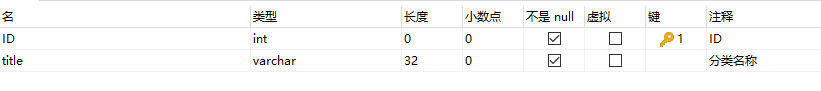 名 类型 长度 小数点 不是 null 虚拟 键 注释
ID int 0 0 1 ID
title varchar 32 0 分类名称